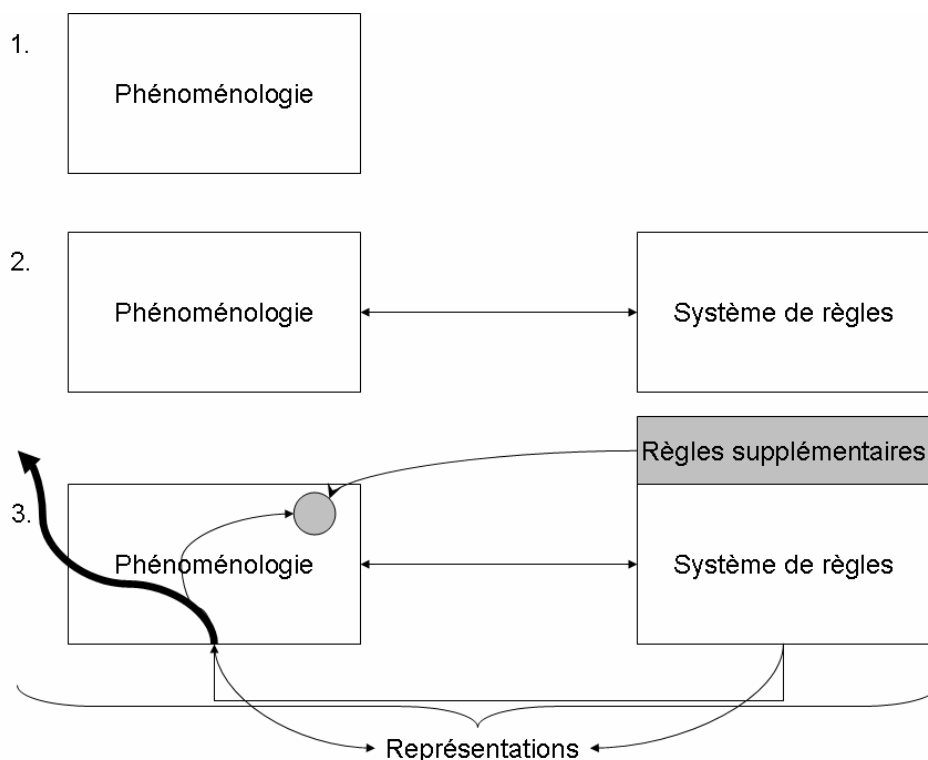 1.
Phénoménologie
2.
Phénoménologie
Système de règles
Règles supplémentaires
3.
Phénoménologie
Système de règles
Représentations